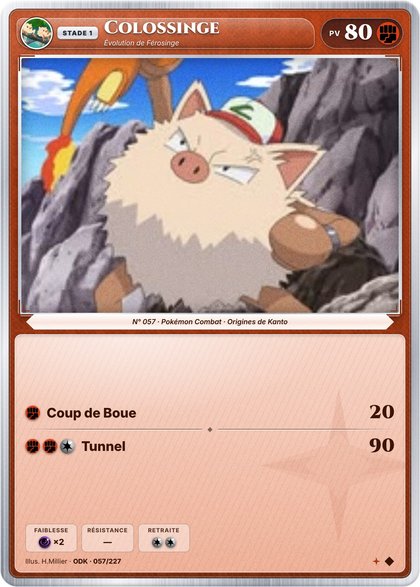 STADE 1
COLOSSINGE
Évolution de Férosinge
PV 80
N° 057 · Pokémon Combat · Origines de Kanto
Coup de Boue 20
Tunnel 90
FAIBLESSE
×2
RÉSISTANCE
—
RETRAITE
Illus. H.Millier · ODK · 057/227